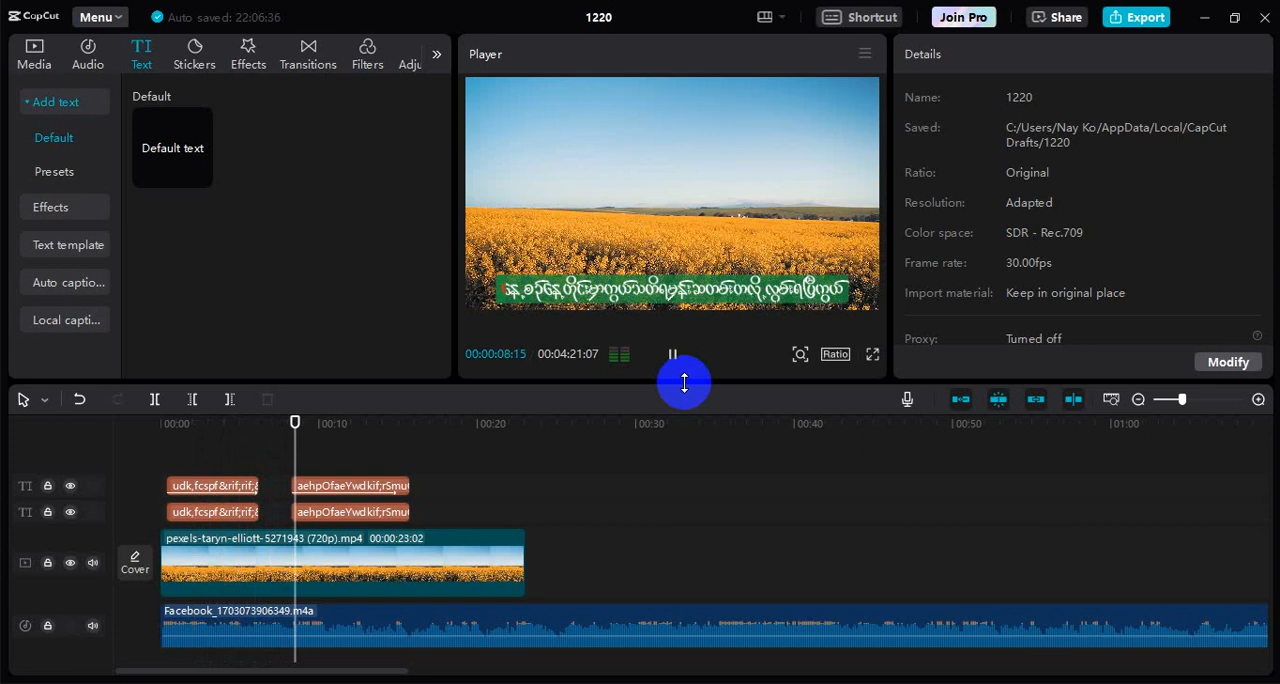 CapCut
Menu
Auto saved: 22:06:36
1220
Shortcut
Join Pro
Share
Export
Media
Audio
TI
Text
Stickers
Effects
Transitions
Filters
Adju
Add text
Default
Presets
Effects
Text template
Auto captio...
Local capti...
Default
Default text
Player
00:00:08:15
00:04:21:07
Ratio
Details
Name: 1220
Saved: C:/Users/Nay Ko/AppData/Local/CapCut
Drafts/1220
Ratio: Original
Resolution: Adapted
Color space: SDR - Rec.709
Frame rate: 30.00fps
Import material: Keep in original place
Proxy: Turned off
Modify
00:00
00:10
00:20
00:30
00:40
00:50
01:00
TI
udk,fcspf&rif;rif;&
aehpOfaeYwdkif;rSmu
TI
udk,fcspf&rif;rif;&
aehpOfaeYwdkif;rSmu
pexels-taryn-elliott-5271943 (720p).mp4 00:00:23:02
Cover
Facebook_1703073906349.m4a